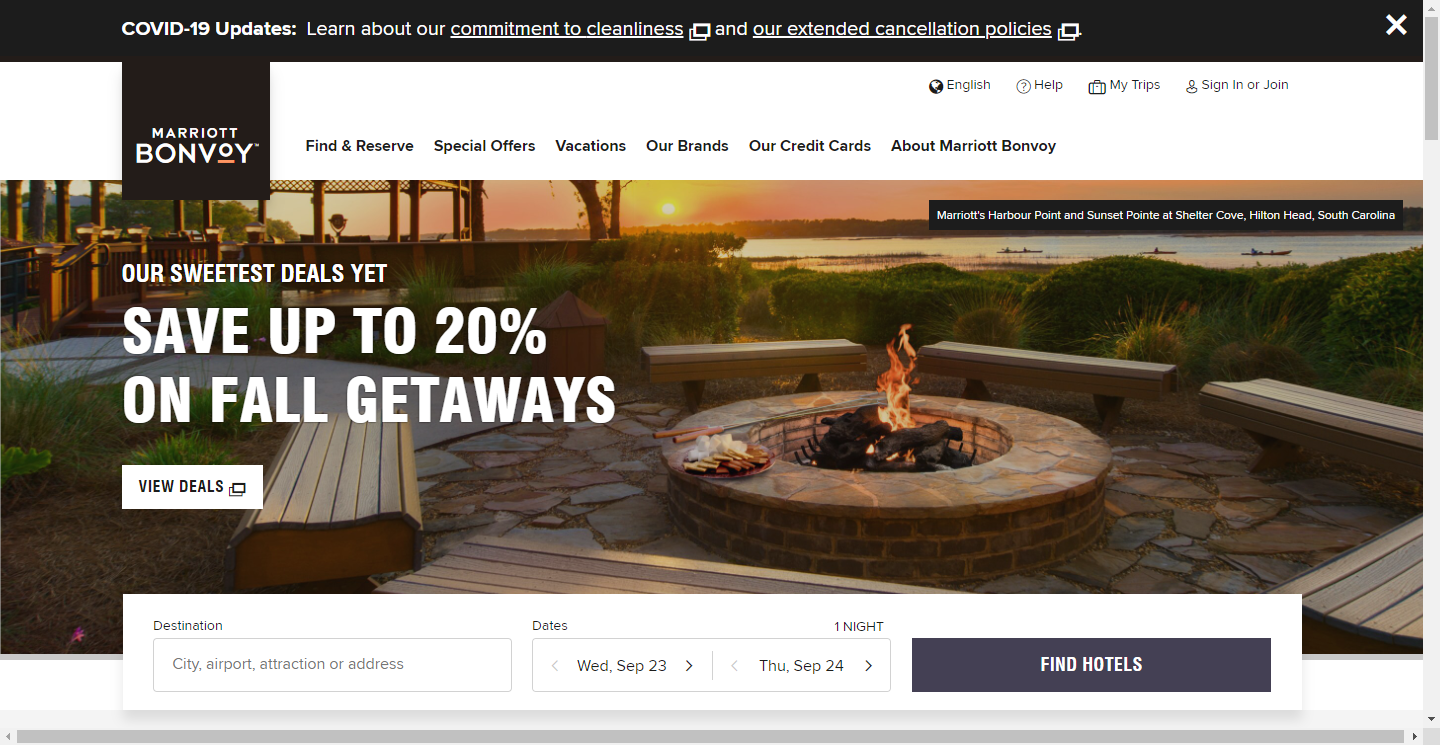 COVID-19 Updates: Learn about our commitment to cleanliness and our extended cancellation policies.
English Help My Trips Sign In or Join
MARRIOTT
BONVOY™
Find & Reserve Special Offers Vacations Our Brands Our Credit Cards About Marriott Bonvoy
Marriott's Harbour Point and Sunset Pointe at Shelter Cove, Hilton Head, South Carolina
OUR SWEETEST DEALS YET
SAVE UP TO 20%
ON FALL GETAWAYS
VIEW DEALS
Destination Dates 1 NIGHT
City, airport, attraction or address Wed, Sep 23 Thu, Sep 24 FIND HOTELS